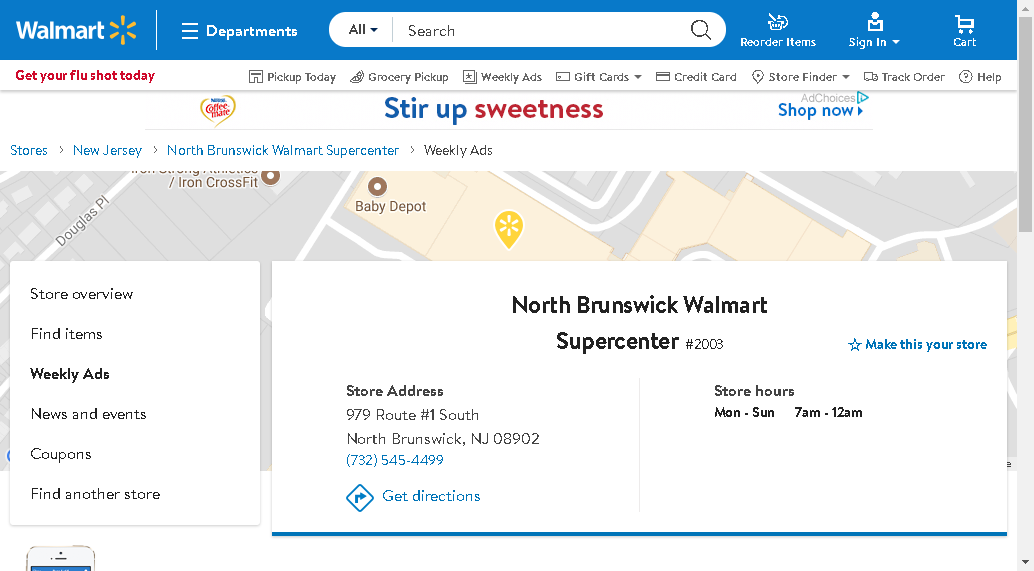 Walmart
Departments
All
Search
Reorder Items
Sign In
Cart
Get your flu shot today
Pickup Today
Grocery Pickup
Weekly Ads
Gift Cards
Credit Card
Store Finder
Track Order
Help
Nestlé
Coffee mate
Stir up sweetness
AdChoices
Shop now
Stores > New Jersey > North Brunswick Walmart Supercenter > Weekly Ads
Iron Strong Athletics
/ Iron CrossFit
Baby Depot
Douglas Pl
Store overview
Find items
Weekly Ads
News and events
Coupons
Find another store
North Brunswick Walmart
Supercenter #2003
Make this your store
Store Address
979 Route #1 South
North Brunswick, NJ 08902
(732) 545-4499
Get directions
Store hours
Mon - Sun 7am - 12am